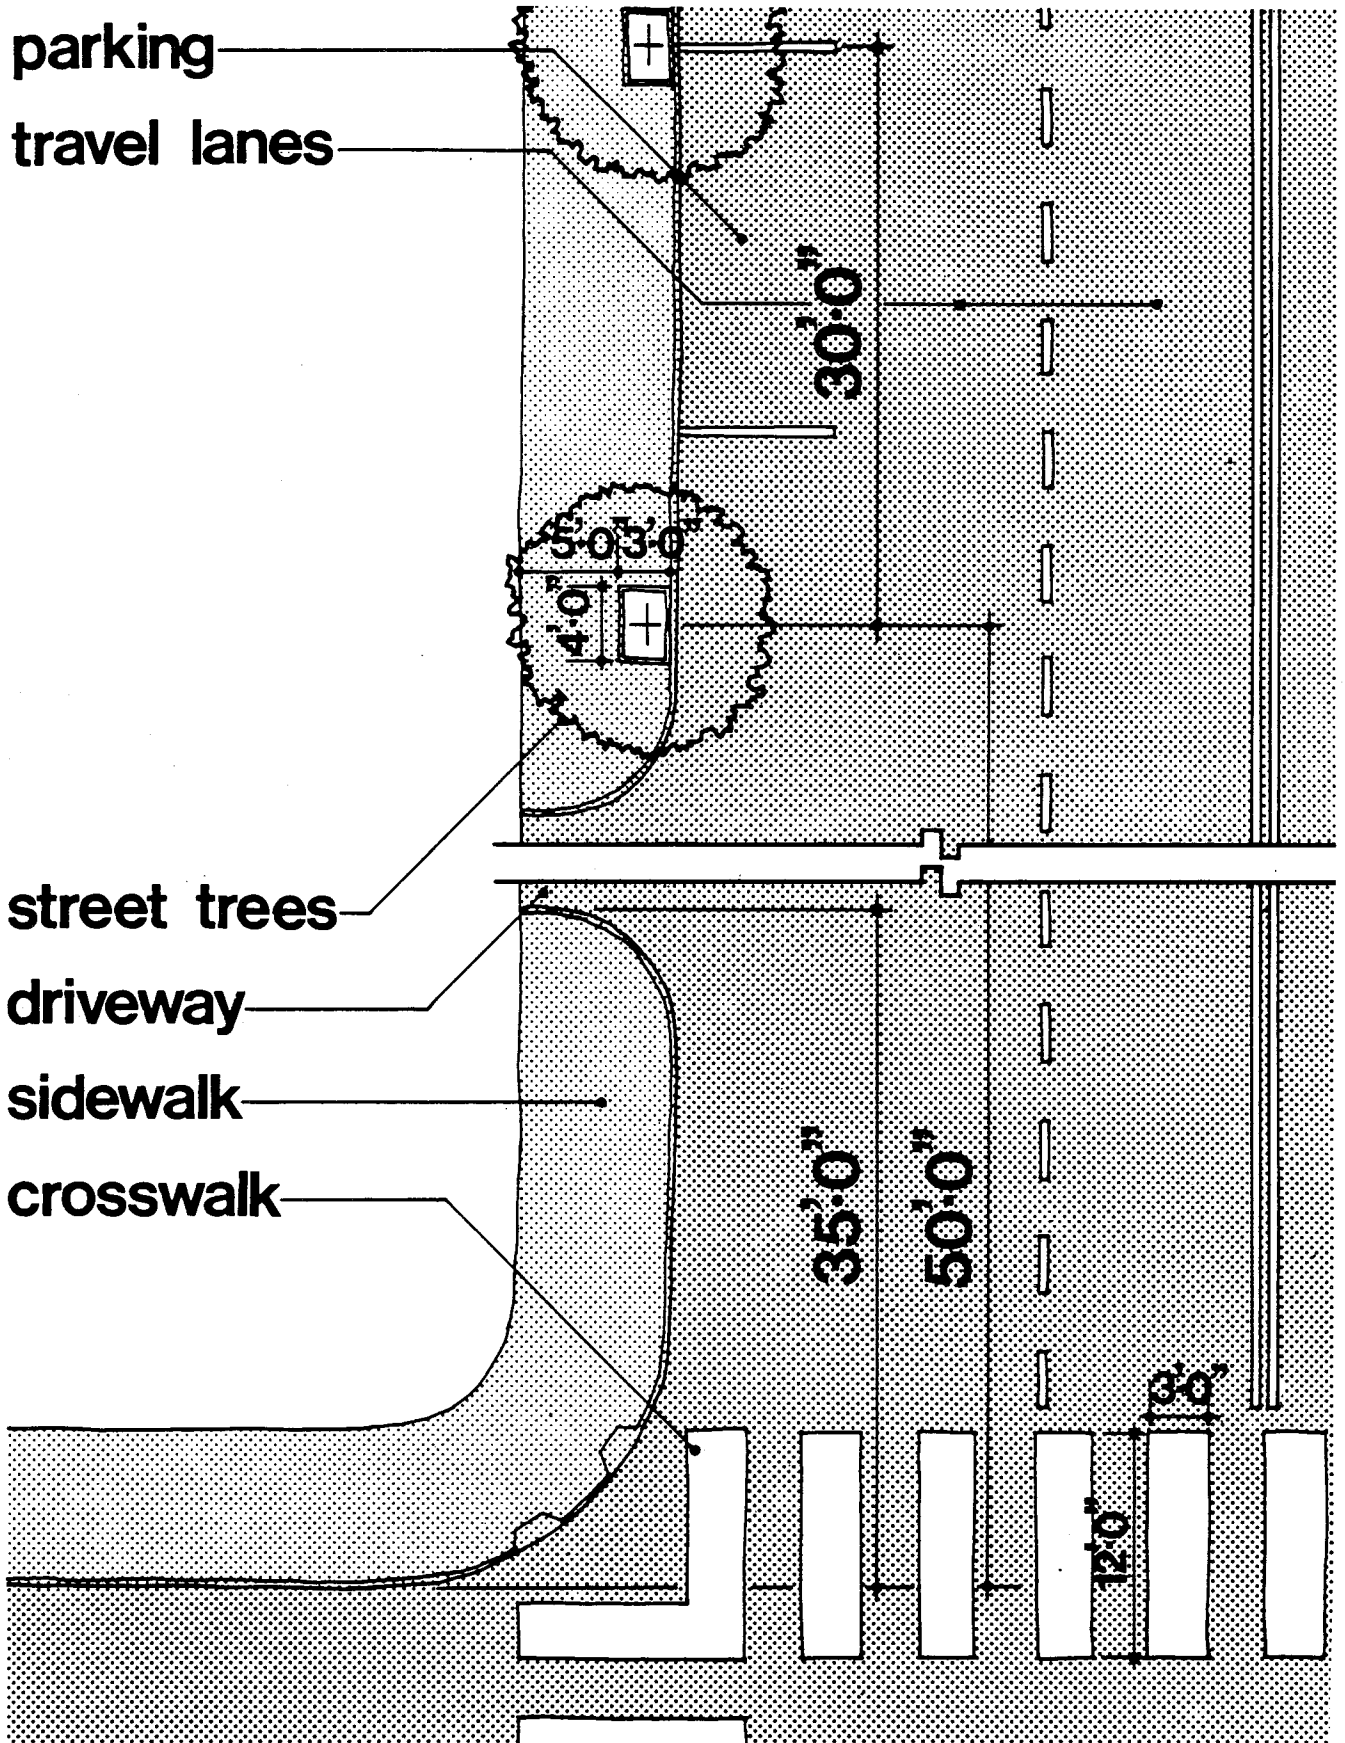 parking
travel lanes
30'·0"
5'·0" 3'·0"
4'·0"
street trees
driveway
sidewalk
crosswalk
35'·0"
50'·0"
3'·0"
12'·0"